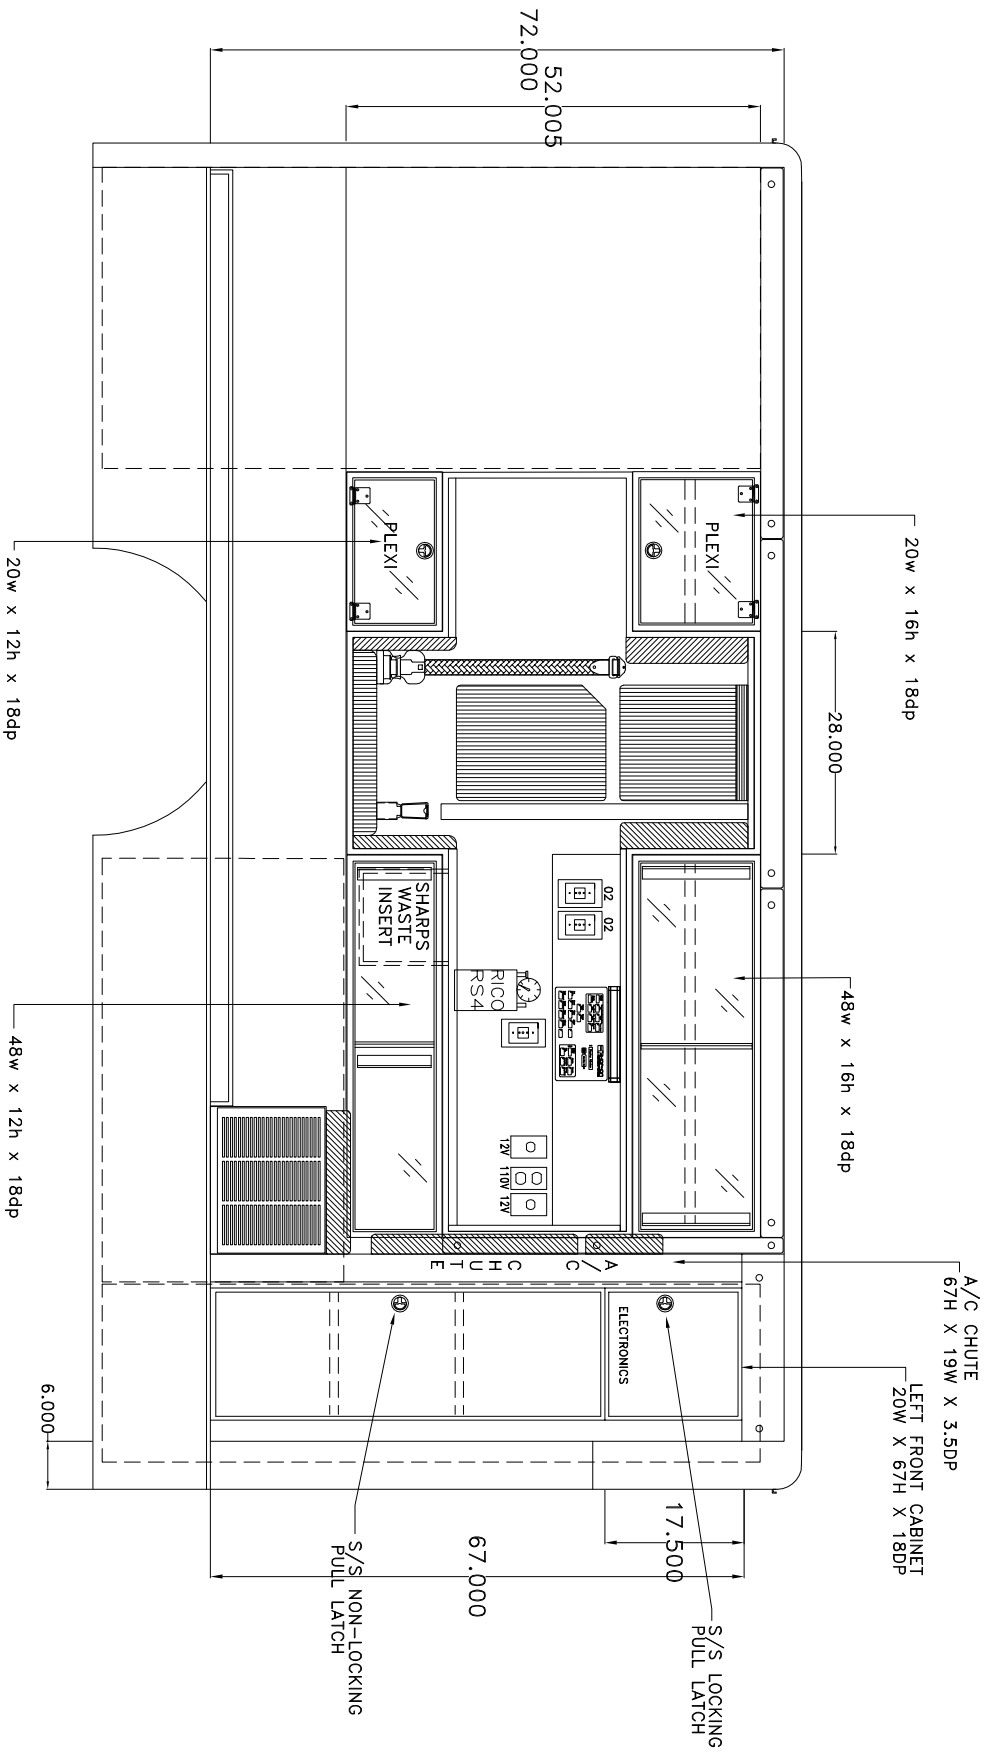 72.000
52.005
20w x 16h x 18dp
28.000
48w x 16h x 18dp
A/C CHUTE
67H X 19W X 3.5DP
LEFT FRONT CABINET
20W X 67H X 18DP
PLEXI
PLEXI
O2
O2
RICO
RS4
12V
110V
12V
SHARPS
WASTE
INSERT
A/C CHUTE
ELECTRONICS
17.500
67.000
6.000
S/S LOCKING
PULL LATCH
S/S NON-LOCKING
PULL LATCH
20w x 12h x 18dp
48w x 12h x 18dp